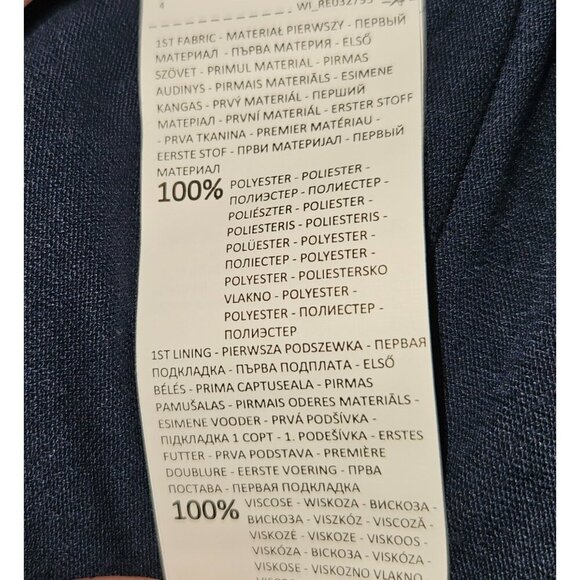 4 WI_RE032795
1ST FABRIC - MATERIAŁ PIERWSZY - ПЕРВЫЙ
МАТЕРИАЛ - ПЪРВА МАТЕРИЯ - ELSŐ
SZÖVET - PRIMUL MATERIAL - PIRMAS
AUDINYS - PIRMAIS MATERIĀLS - ESIMENE
KANGAS - PRVÝ MATERIÁL - ПЕРШИЙ
МАТЕРІАЛ - PRVNÍ MATERIÁL - ERSTER STOFF
- PRVA TKANINA - PREMIER MATÉRIAU -
EERSTE STOF - ПРВИ МАТЕРИЈАЛ - ПЕРВЫЙ
МАТЕРИАЛ
100% POLYESTER - POLIESTER -
ПОЛИЭСТЕР - ПОЛИЕСТЕР -
POLIÉSZTER - POLIESTER -
POLIESTERIS - POLIESTERIS -
POLÜESTER - POLYESTER -
ПОЛІЕСТЕР - POLYESTER -
POLYESTER - POLIESTERSKO
VLAKNO - POLYESTER -
POLYESTER - ПОЛИЕСТЕР -
ПОЛИЭСТЕР
1ST LINING - PIERWSZA PODSZEWKA - ПЕРВАЯ
ПОДКЛАДКА - ПЪРВА ПОДПЛАТА - ELSŐ
BÉLÉS - PRIMA CAPTUSEALA - PIRMAS
PAMUŠALAS - PIRMAIS ODERES MATERIĀLS -
ESIMENE VOODER - PRVÁ PODŠÍVKA -
ПІДКЛАДКА 1 СОРТ - 1. PODEŠÍVKA - ERSTES
FUTTER - PRVA PODSTAVA - PREMIÈRE
DOUBLURE - EERSTE VOERING - ПРВА
ПОСТАВА - ПЕРВАЯ ПОДКЛАДКА
100% VISCOSE - WISKOZA - ВИСКОЗА -
ВИСКОЗА - VISZKÓZ - VISCOZĂ -
VISKOZĖ - VISKOZE - VISKOOS -
VISKÓZA - ВІСКОЗА - VISKÓZA -
VISKOSE - VISKOZNO VLAKNO